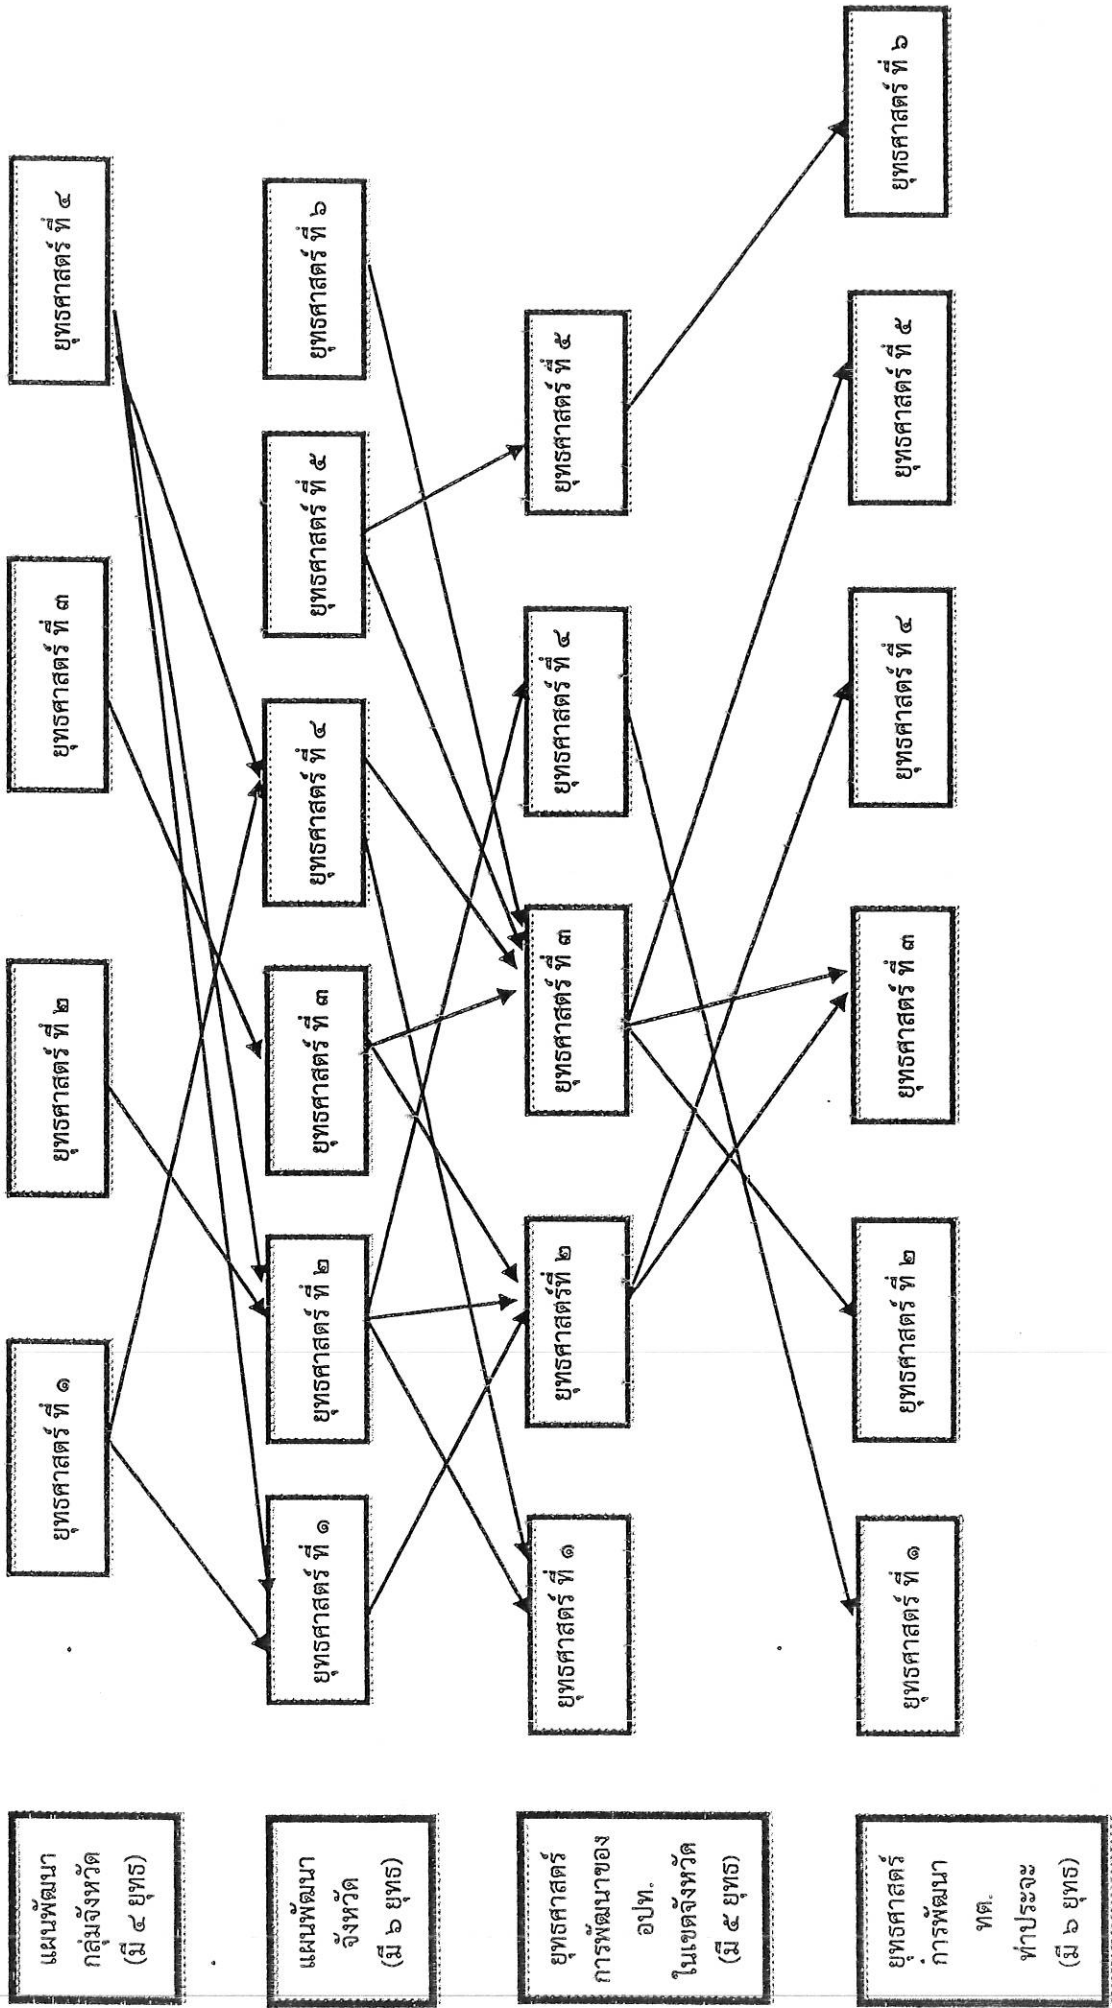 แผนพัฒนา
กลุ่มจังหวัด
(มี ๔ ยุทธ)
ยุทธศาสตร์ ที่ ๑
ยุทธศาสตร์ ที่ ๒
ยุทธศาสตร์ ที่ ๓
ยุทธศาสตร์ ที่ ๔
แผนพัฒนา
จังหวัด
(มี ๖ ยุทธ)
ยุทธศาสตร์ ที่ ๑
ยุทธศาสตร์ ที่ ๒
ยุทธศาสตร์ ที่ ๓
ยุทธศาสตร์ ที่ ๔
ยุทธศาสตร์ ที่ ๕
ยุทธศาสตร์ ที่ ๖
ยุทธศาสตร์
การพัฒนาของ
อปท.
ในเขตจังหวัด
(มี ๕ ยุทธ)
ยุทธศาสตร์ ที่ ๑
ยุทธศาสตร์ที่ ๒
ยุทธศาสตร์ ที่ ๓
ยุทธศาสตร์ ที่ ๔
ยุทธศาสตร์ ที่ ๕
ยุทธศาสตร์
การพัฒนา
ทต.
ท่าประจะ
(มี ๖ ยุทธ)
ยุทธศาสตร์ ที่ ๑
ยุทธศาสตร์ ที่ ๒
ยุทธศาสตร์ ที่ ๓
ยุทธศาสตร์ ที่ ๔
ยุทธศาสตร์ ที่ ๕
ยุทธศาสตร์ ที่ ๖